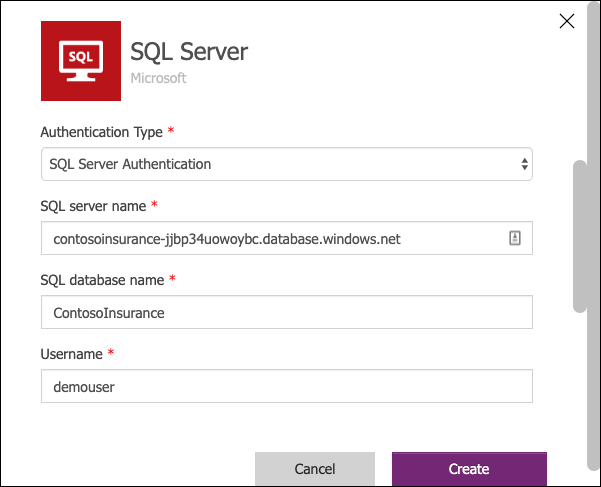 SQL
SQL Server
Microsoft
Authentication Type *
SQL Server Authentication
SQL server name *
contosoinsurance-jjbp34uowoybc.database.windows.net
SQL database name *
ContosoInsurance
Username *
demouser
Cancel
Create